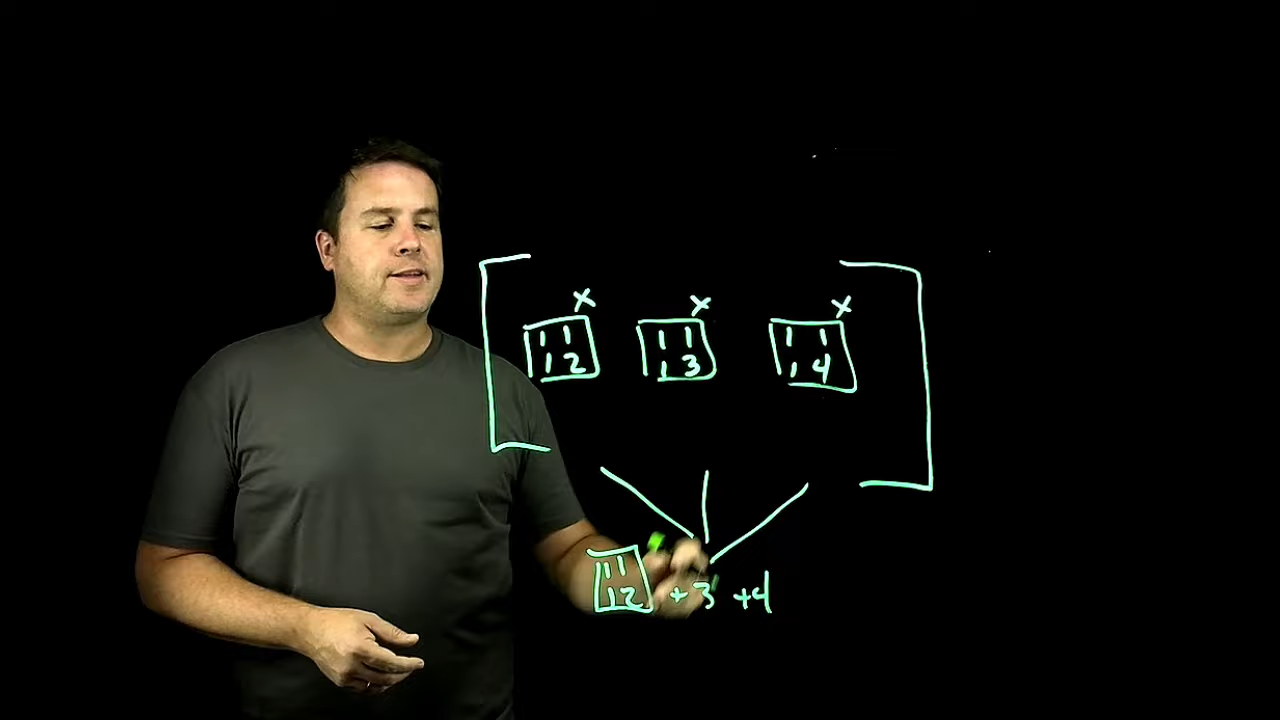 x x x
1 1 1 1 1 1
1 2 1 3 1 4
1 1
1 2 + 3 + 4